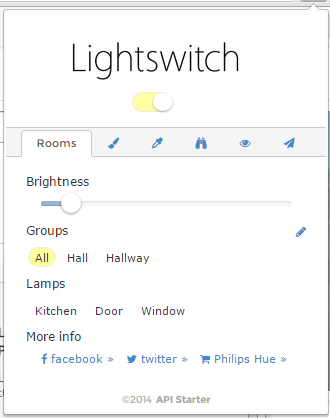 Lightswitch
Rooms
Brightness
Groups
All Hall Hallway
Lamps
Kitchen Door Window
More info
facebook » twitter » Philips Hue »
©2014 API Starter